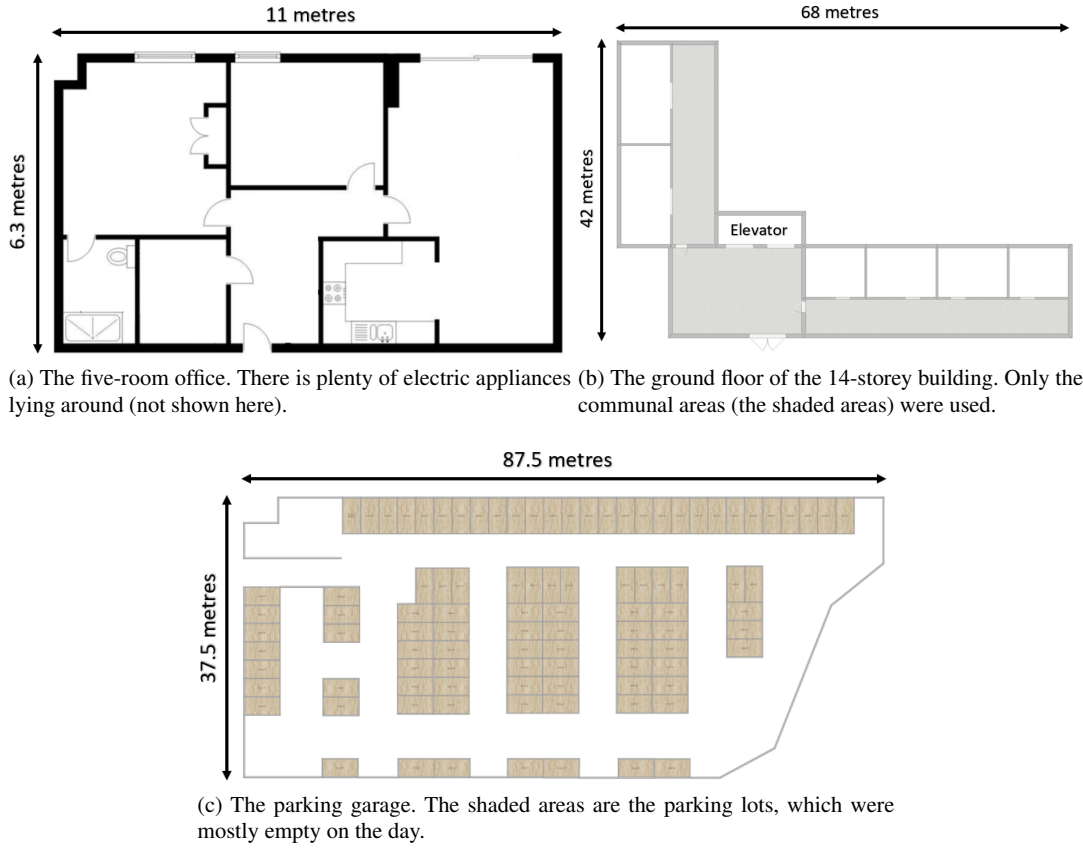 11 metres
6.3 metres
(a) The five-room office. There is plenty of electric appliances
lying around (not shown here).
68 metres
42 metres
Elevator
(b) The ground floor of the 14-storey building. Only the
communal areas (the shaded areas) were used.
87.5 metres
37.5 metres
(c) The parking garage. The shaded areas are the parking lots, which were
mostly empty on the day.